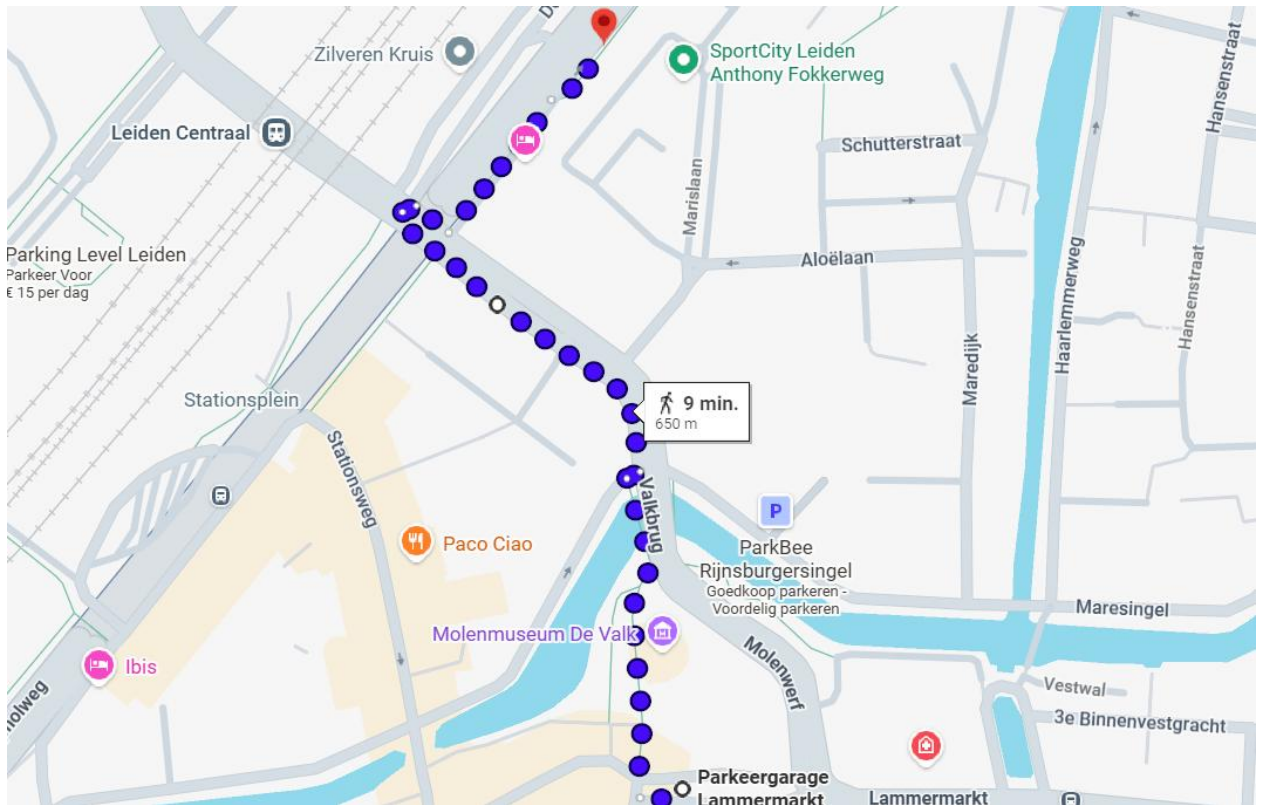 Zilveren Kruis
SportCity Leiden
Anthony Fokkerweg
Hansenstraat
Leiden Centraal
Schutterstraat
Marislaan
Parking Level Leiden
Parkeer Voor
€ 15 per dag
Aloëlaan
Haarlemmerweg
Hansenstraat
Maredijk
Stationsplein
9 min.
650 m
Stationsweg
Valkbrug
P
Paco Ciao
ParkBee
Rijnsburgersingel
Goedkoop parkeren -
Voordelig parkeren
Maresingel
Molenmuseum De Valk
Ibis
Molenwerf
Vestwal
3e Binnenvestgracht
Parkeergarage
Lammermarkt
Lammermarkt